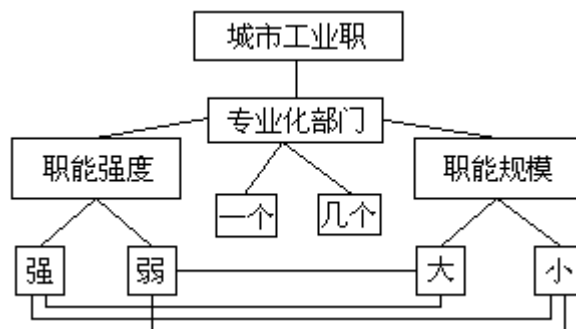 城市工业职
专业化部门
职能强度
职能规模
一个
几个
强
弱
大
小